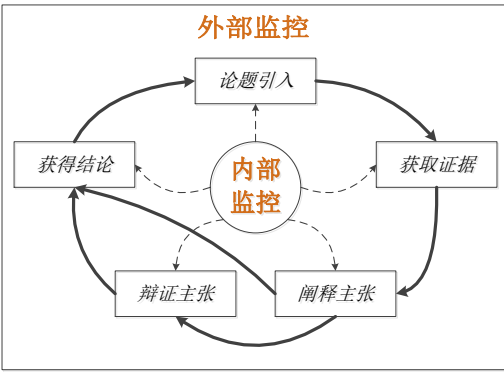 外部监控
论题引入
获得结论
内部
监控
获取证据
辩证主张
阐释主张